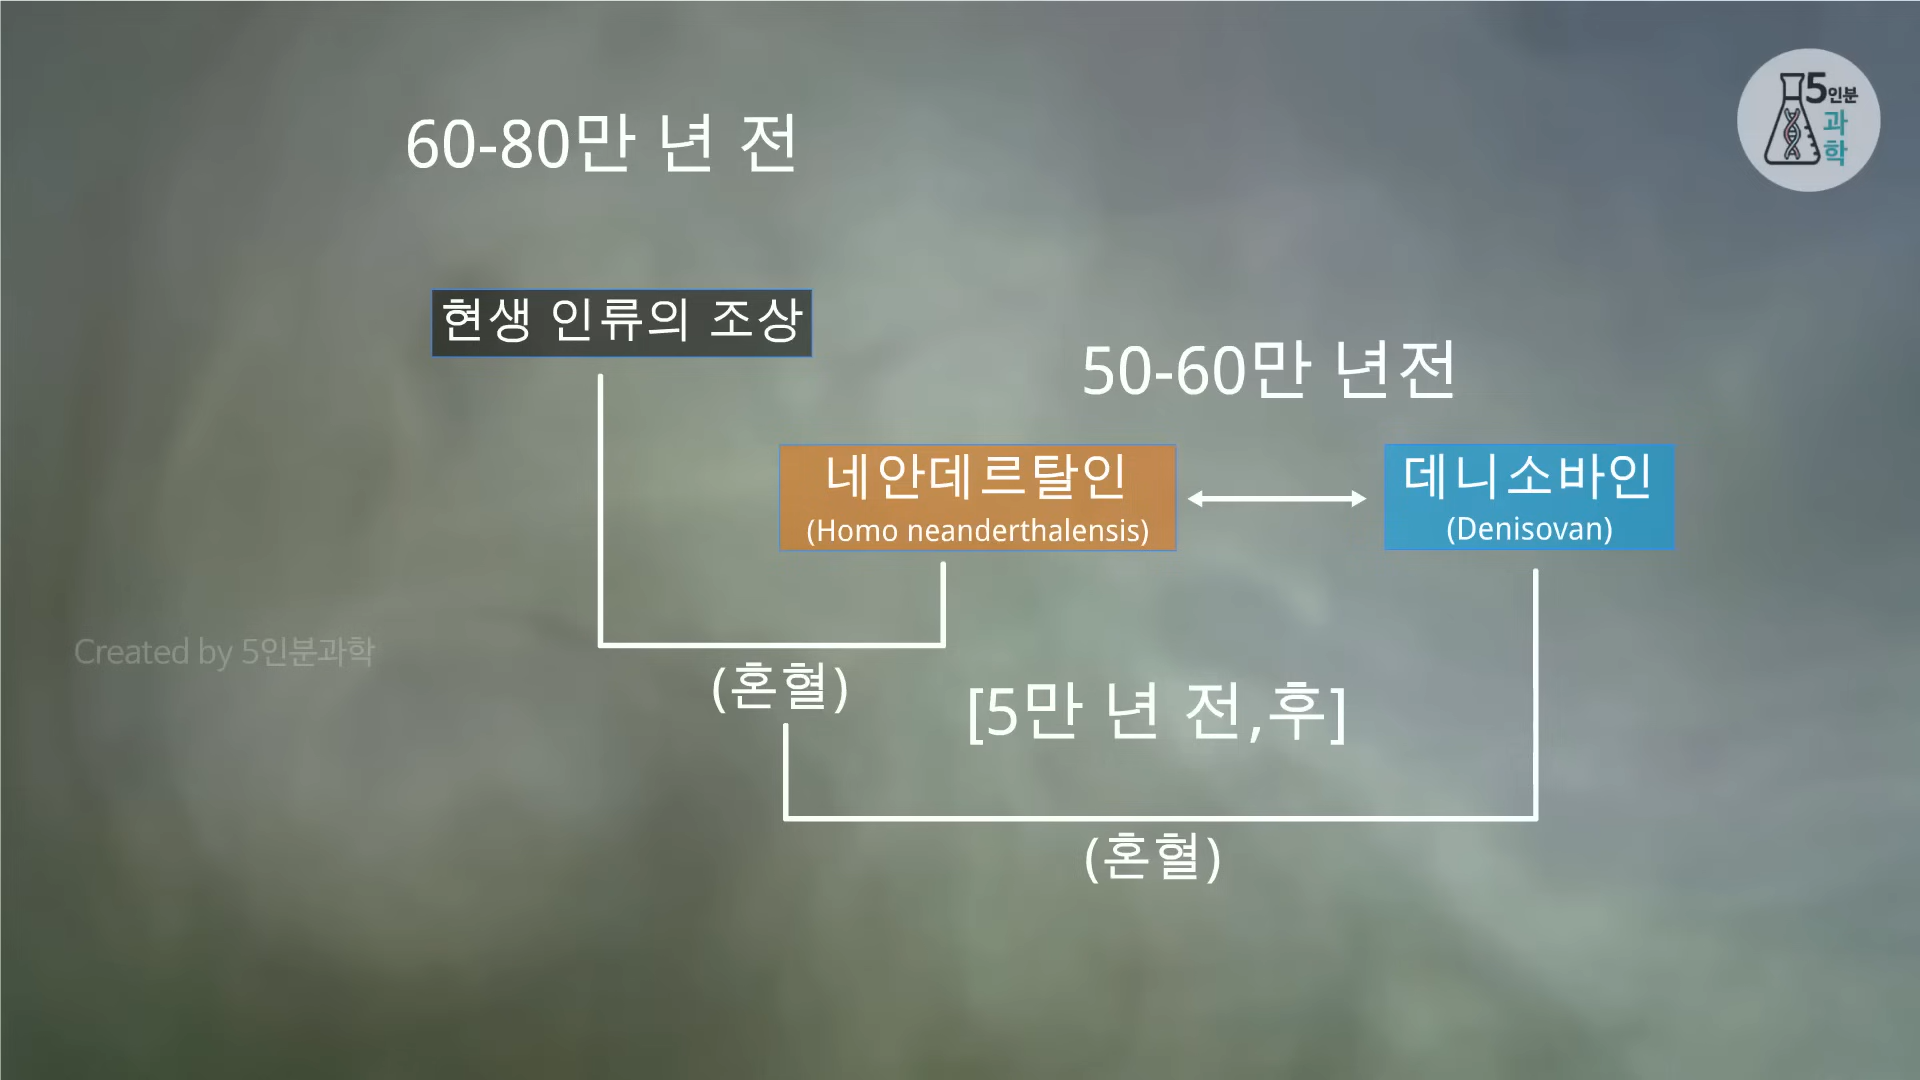 60-80만 년 전
5인분
과
학
현생 인류의 조상
50-60만 년전
네안데르탈인
(Homo neanderthalensis)
데니소바인
(Denisovan)
Created by 5인분과학
(혼혈)
[5만 년 전,후]
(혼혈)